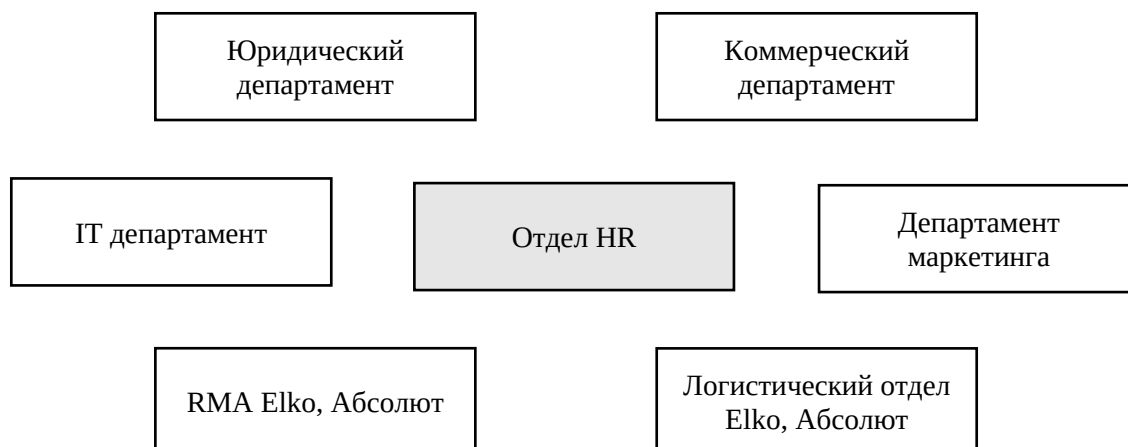 Юридический
департамент
Коммерческий
департамент
IT департамент
Отдел HR
Департамент
маркетинга
RMA Elko, Абсолют
Логистический отдел
Elko, Абсолют